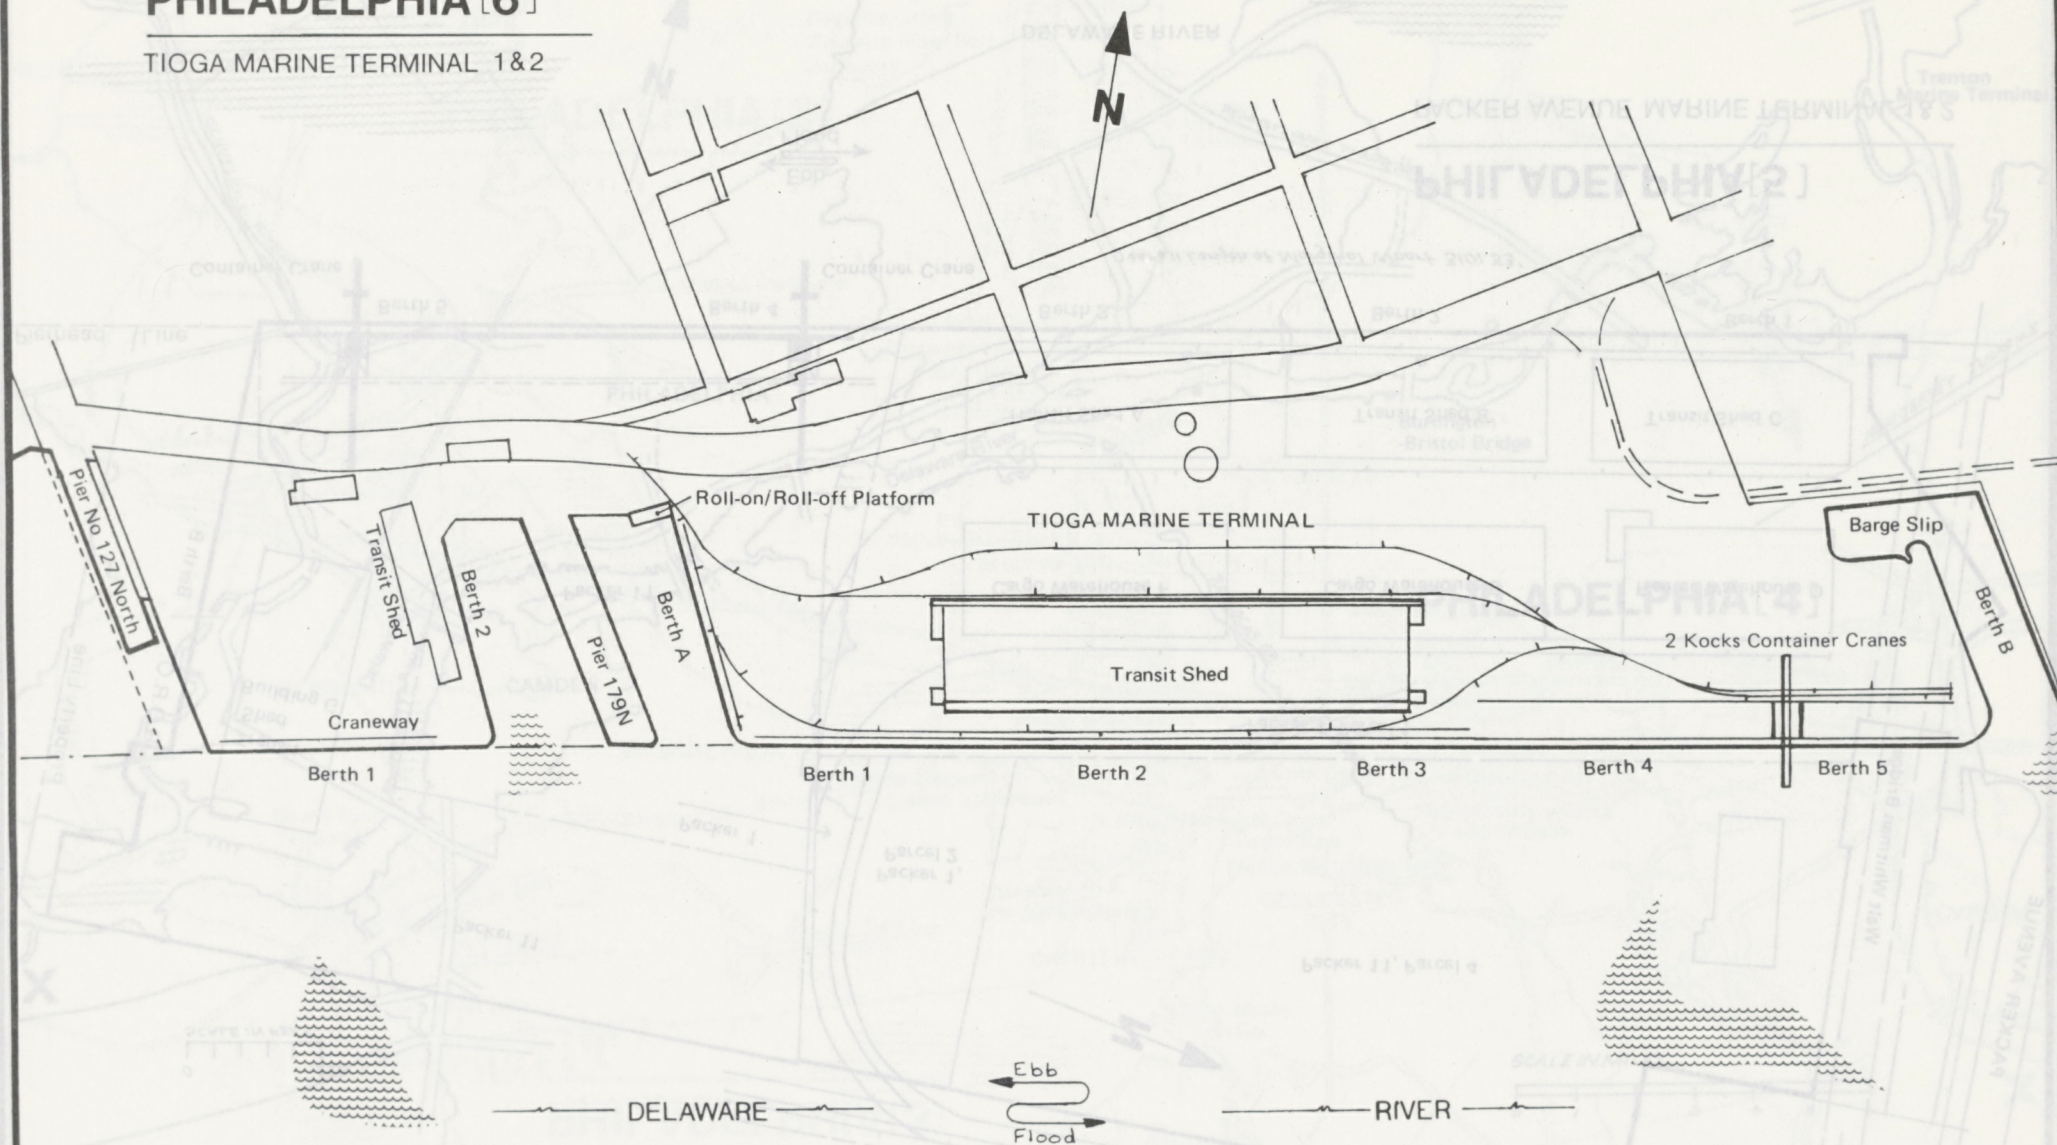 PHILADELPHIA [6]
TIOGA MARINE TERMINAL 1&2
N
Roll-on/Roll-off Platform
TIOGA MARINE TERMINAL
Barge Slip
Pier No 127 North
Transit Shed
Berth 2
Pier 179N
Berth A
Transit Shed
2 Kocks Container Cranes
Berth B
Craneway
Berth 1
Berth 1
Berth 2
Berth 3
Berth 4
Berth 5
Ebb
DELAWARE
RIVER
Flood